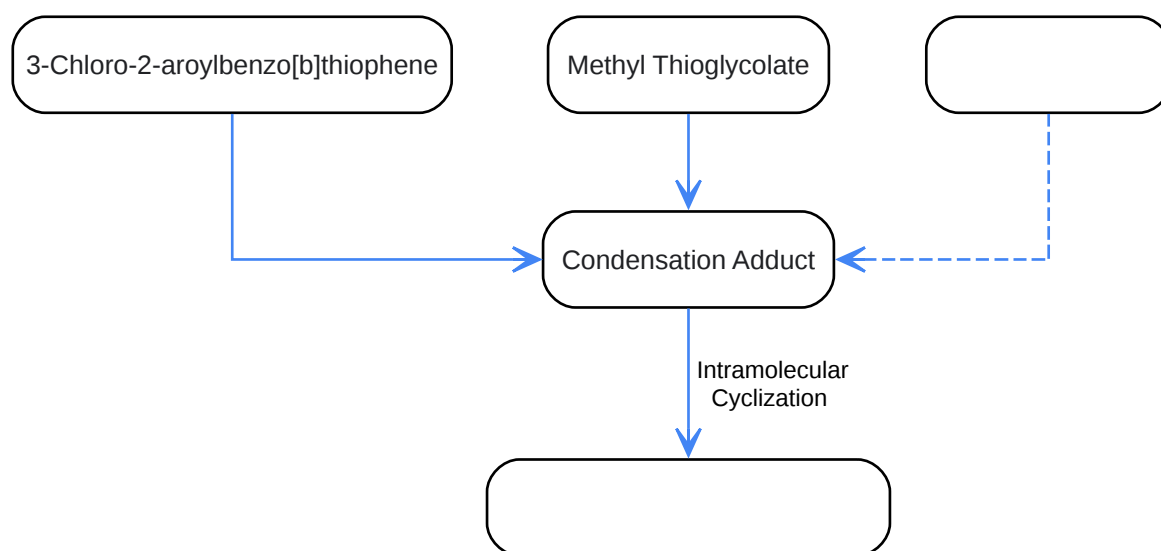 3-Chloro-2-aroylbenzo[b]thiophene
Methyl Thioglycolate
Condensation Adduct
Intramolecular
Cyclization